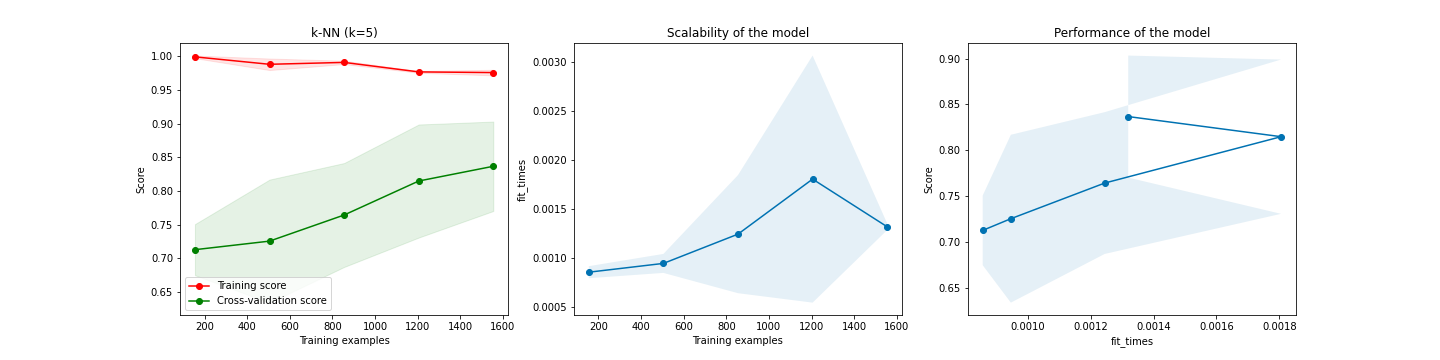 k-NN (k=5)
Score
1.00
0.95
0.90
0.85
0.80
0.75
0.70
0.65
Training score
Cross-validation score
200 400 600 800 1000 1200 1400 1600
Training examples
Scalability of the model
fit_times
0.0030
0.0025
0.0020
0.0015
0.0010
0.0005
200 400 600 800 1000 1200 1400 1600
Training examples
Performance of the model
Score
0.90
0.85
0.80
0.75
0.70
0.65
0.0010 0.0012 0.0014 0.0016 0.0018
fit_times